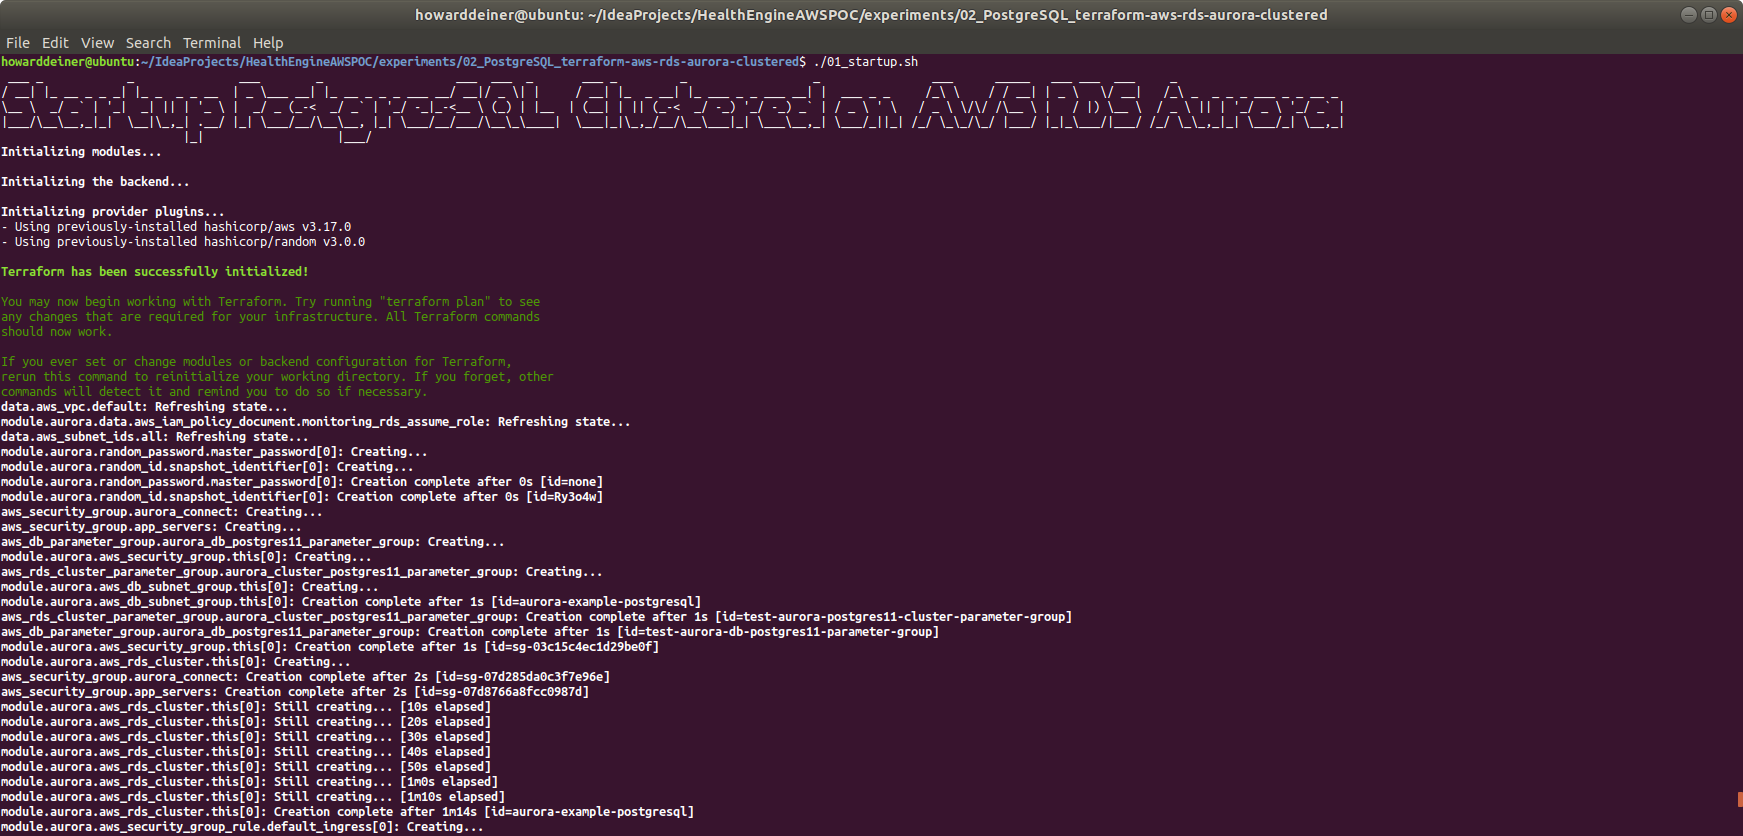 howarddeiner@ubuntu: ~/IdeaProjects/HealthEngineAWSPOC/experiments/02_PostgreSQL_terraform-aws-rds-aurora-clustered
File Edit View Search Terminal Help
howarddeiner@ubuntu:~/IdeaProjects/HealthEngineAWSPOC/experiments/02_PostgreSQL_terraform-aws-rds-aurora-clustered$ ./01_startup.sh
Startup PostgreSQL Clustered on AWS RDS Aurora
Initializing modules...
Initializing the backend...
Initializing provider plugins...
- Using previously-installed hashicorp/aws v3.17.0
- Using previously-installed hashicorp/random v3.0.0
Terraform has been successfully initialized!
You may now begin working with Terraform. Try running "terraform plan" to see
any changes that are required for your infrastructure. All Terraform commands
should now work.
If you ever set or change modules or backend configuration for Terraform,
rerun this command to reinitialize your working directory. If you forget, other
commands will detect it and remind you to do so if necessary.
data.aws_vpc.default: Refreshing state...
module.aurora.data.aws_iam_policy_document.monitoring_rds_assume_role: Refreshing state...
data.aws_subnet_ids.all: Refreshing state...
module.aurora.random_password.master_password[0]: Creating...
module.aurora.random_id.snapshot_identifier[0]: Creating...
module.aurora.random_password.master_password[0]: Creation complete after 0s [id=none]
module.aurora.random_id.snapshot_identifier[0]: Creation complete after 0s [id=Ry3o4w]
aws_security_group.aurora_connect: Creating...
aws_security_group.app_servers: Creating...
aws_db_parameter_group.aurora_db_postgres11_parameter_group: Creating...
module.aurora.aws_security_group.this[0]: Creating...
aws_rds_cluster_parameter_group.aurora_cluster_postgres11_parameter_group: Creating...
module.aurora.aws_db_subnet_group.this[0]: Creating...
module.aurora.aws_db_subnet_group.this[0]: Creation complete after 1s [id=aurora-example-postgresql]
aws_rds_cluster_parameter_group.aurora_cluster_postgres11_parameter_group: Creation complete after 1s [id=test-aurora-postgres11-cluster-parameter-group]
aws_db_parameter_group.aurora_db_postgres11_parameter_group: Creation complete after 1s [id=test-aurora-db-postgres11-parameter-group]
module.aurora.aws_security_group.this[0]: Creation complete after 1s [id=sg-03c15c4ec1d29be0f]
module.aurora.aws_rds_cluster.this[0]: Creating...
aws_security_group.aurora_connect: Creation complete after 2s [id=sg-07d285da0c3f7e96e]
aws_security_group.app_servers: Creation complete after 2s [id=sg-07d8766a8fcc0987d]
module.aurora.aws_rds_cluster.this[0]: Still creating... [10s elapsed]
module.aurora.aws_rds_cluster.this[0]: Still creating... [20s elapsed]
module.aurora.aws_rds_cluster.this[0]: Still creating... [30s elapsed]
module.aurora.aws_rds_cluster.this[0]: Still creating... [40s elapsed]
module.aurora.aws_rds_cluster.this[0]: Still creating... [50s elapsed]
module.aurora.aws_rds_cluster.this[0]: Still creating... [1m0s elapsed]
module.aurora.aws_rds_cluster.this[0]: Still creating... [1m10s elapsed]
module.aurora.aws_rds_cluster.this[0]: Creation complete after 1m14s [id=aurora-example-postgresql]
module.aurora.aws_security_group_rule.default_ingress[0]: Creating...